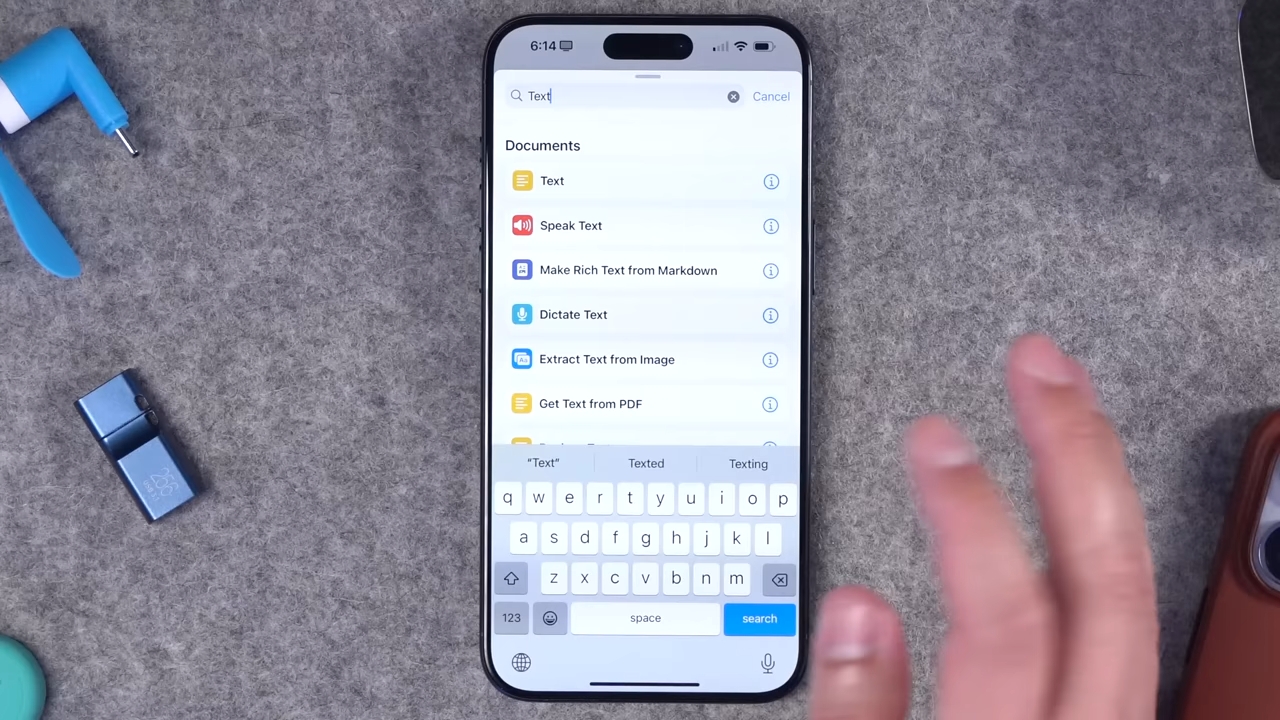 6:14
Text
Cancel
Documents
Text
Speak Text
Make Rich Text from Markdown
Dictate Text
Extract Text from Image
Get Text from PDF
“Text”
Texted
Texting
q w e r t y u i o p
a s d f g h j k l
z x c v b n m
123
space
search
256